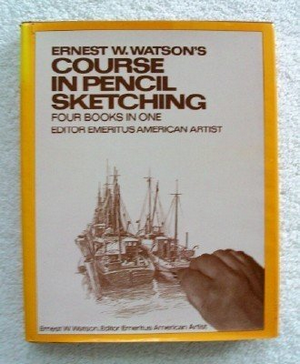 ERNEST W. WATSON'S
COURSE
IN PENCIL
SKETCHING
FOUR BOOKS IN ONE
EDITOR EMERITUS AMERICAN ARTIST
Ernest W. Watson, Editor Emeritus American Artist